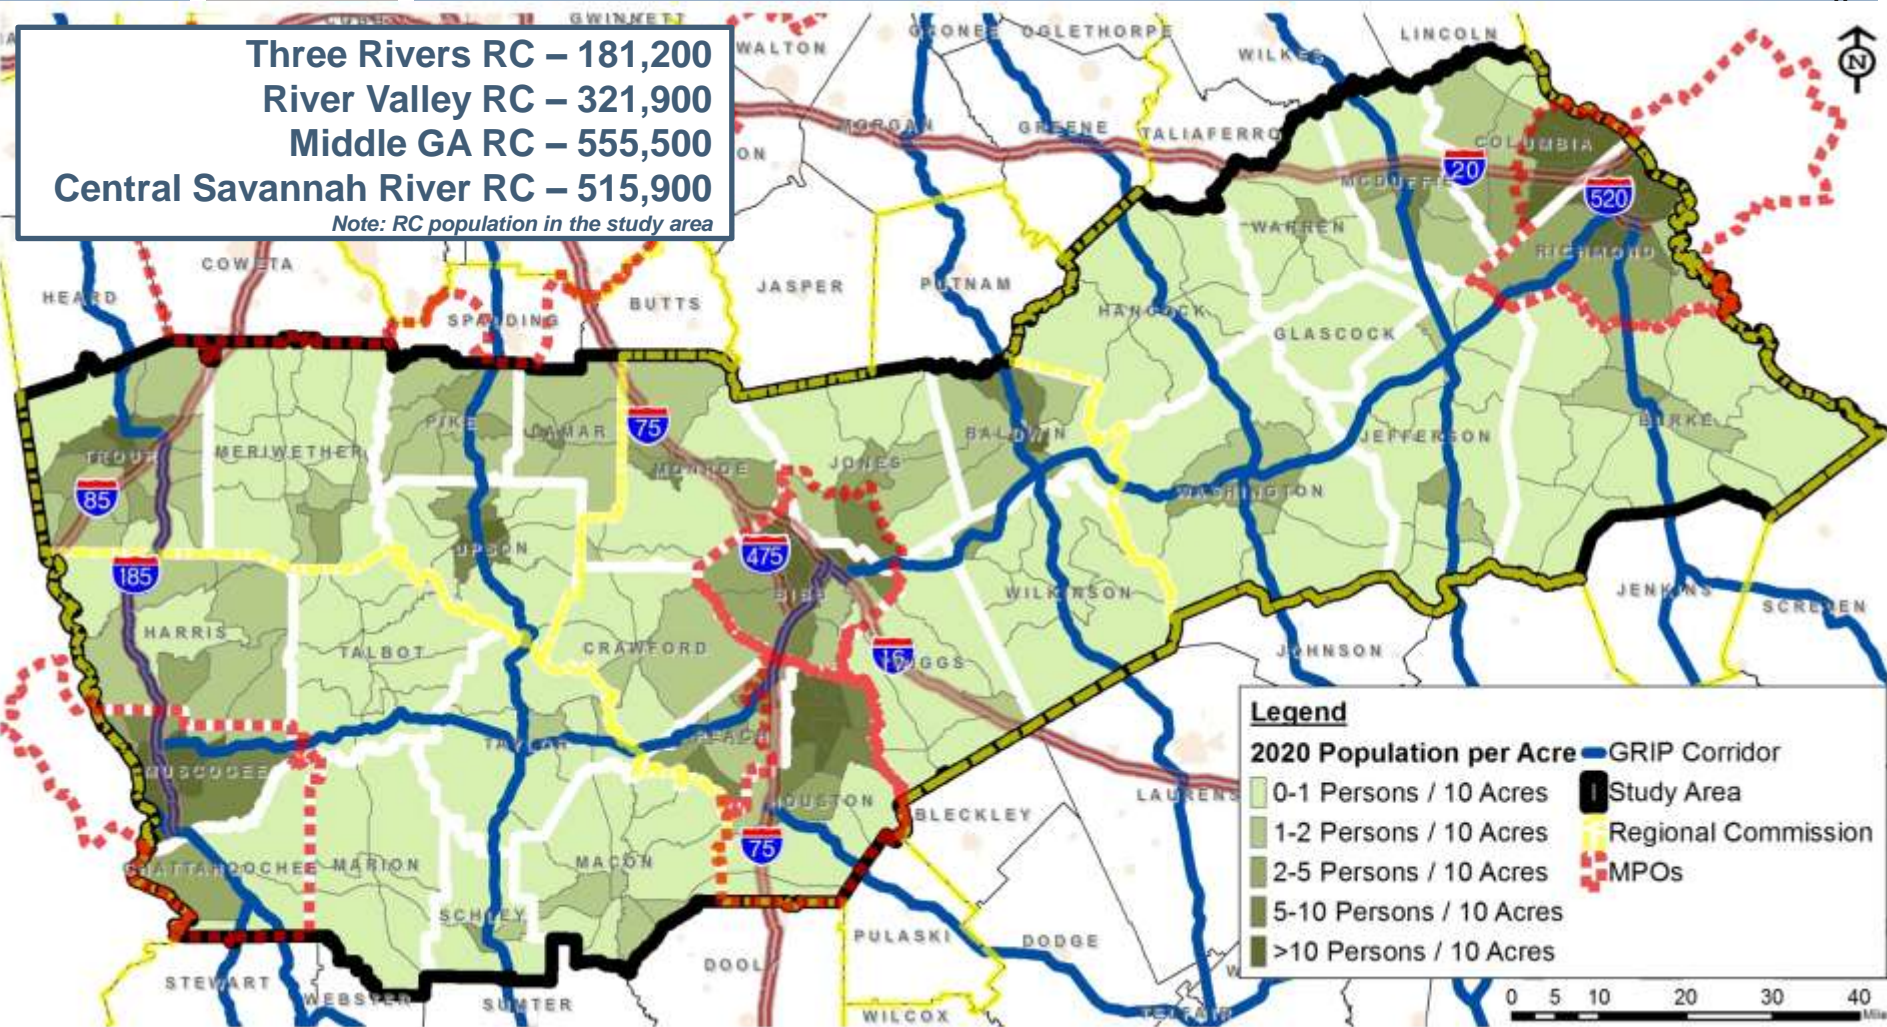 GWINNETT
Three Rivers RC – 181,200
River Valley RC – 321,900
Middle GA RC – 555,500
Central Savannah River RC – 515,900
Note: RC population in the study area
WALTON
OCONEE
OGLETHORPE
WILKES
LINCOLN
N
MORGAN
GREENE
TALIAFERRO
COLUMBIA
ON
MCDUFFIE
20
520
WARREN
RICHMOND
COWETA
HEARD
SPALDING
BUTTS
JASPER
PUTNAM
HANCOCK
GLASCOCK
TROUP
MERIWETHER
PIKE
LAMAR
75
MONROE
JONES
BALDWIN
JEFFERSON
BURKE
85
WASHINGTON
UPSON
475
185
BIBB
WILKINSON
JENKINS
SCREVEN
HARRIS
TALBOT
CRAWFORD
16
TWIGGS
JOHNSON
MUSCOGEE
TAYLOR
PEACH
HOUSTON
BLECKLEY
LAURENS
CHATTAHOOCHEE
MARION
MACON
75
SCHLEY
PULASKI
DODGE
STEWART
WEBSTER
SUMTER
DOOL
WILCOX
TELFAIR
W
Legend
2020 Population per Acre
0-1 Persons / 10 Acres
1-2 Persons / 10 Acres
2-5 Persons / 10 Acres
5-10 Persons / 10 Acres
>10 Persons / 10 Acres
GRIP Corridor
Study Area
Regional Commission
MPOs
0 5 10 20 30 40
Mile